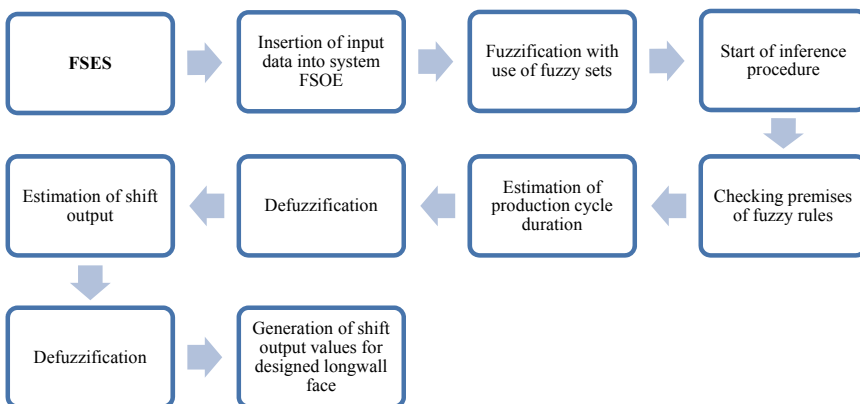 FSES
Insertion of input
data into system
FSOE
Fuzzification with
use of fuzzy sets
Start of inference
procedure
Checking premises
of fuzzy rules
Estimation of
production cycle
duration
Defuzzification
Estimation of shift
output
Defuzzification
Generation of shift
output values for
designed longwall
face